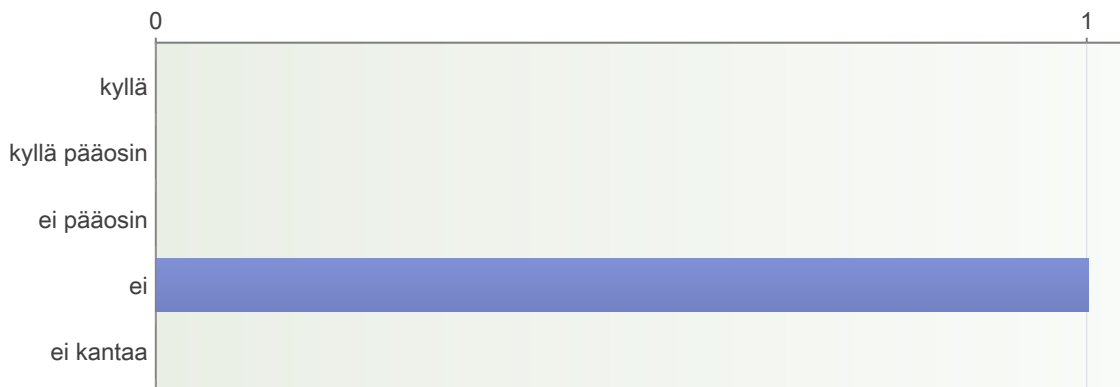 0 1
kyllä
kyllä pääosin
ei pääosin
ei
ei kantaa